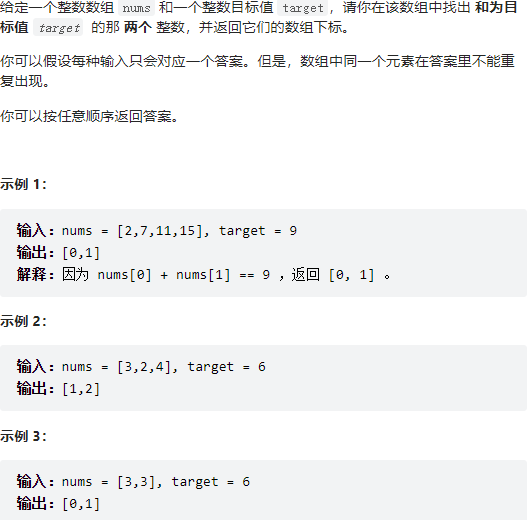 给定一个整数数组 nums 和一个整数目标值 target，请你在该数组中找出 和为目
标值 target 的那 两个 整数，并返回它们的数组下标。
你可以假设每种输入只会对应一个答案。但是，数组中同一个元素在答案里不能重
复出现。
你可以按任意顺序返回答案。
示例 1：
输入：nums = [2,7,11,15], target = 9
输出：[0,1]
解释：因为 nums[0] + nums[1] == 9 ，返回 [0, 1] 。
示例 2：
输入：nums = [3,2,4], target = 6
输出：[1,2]
示例 3：
输入：nums = [3,3], target = 6
输出：[0,1]